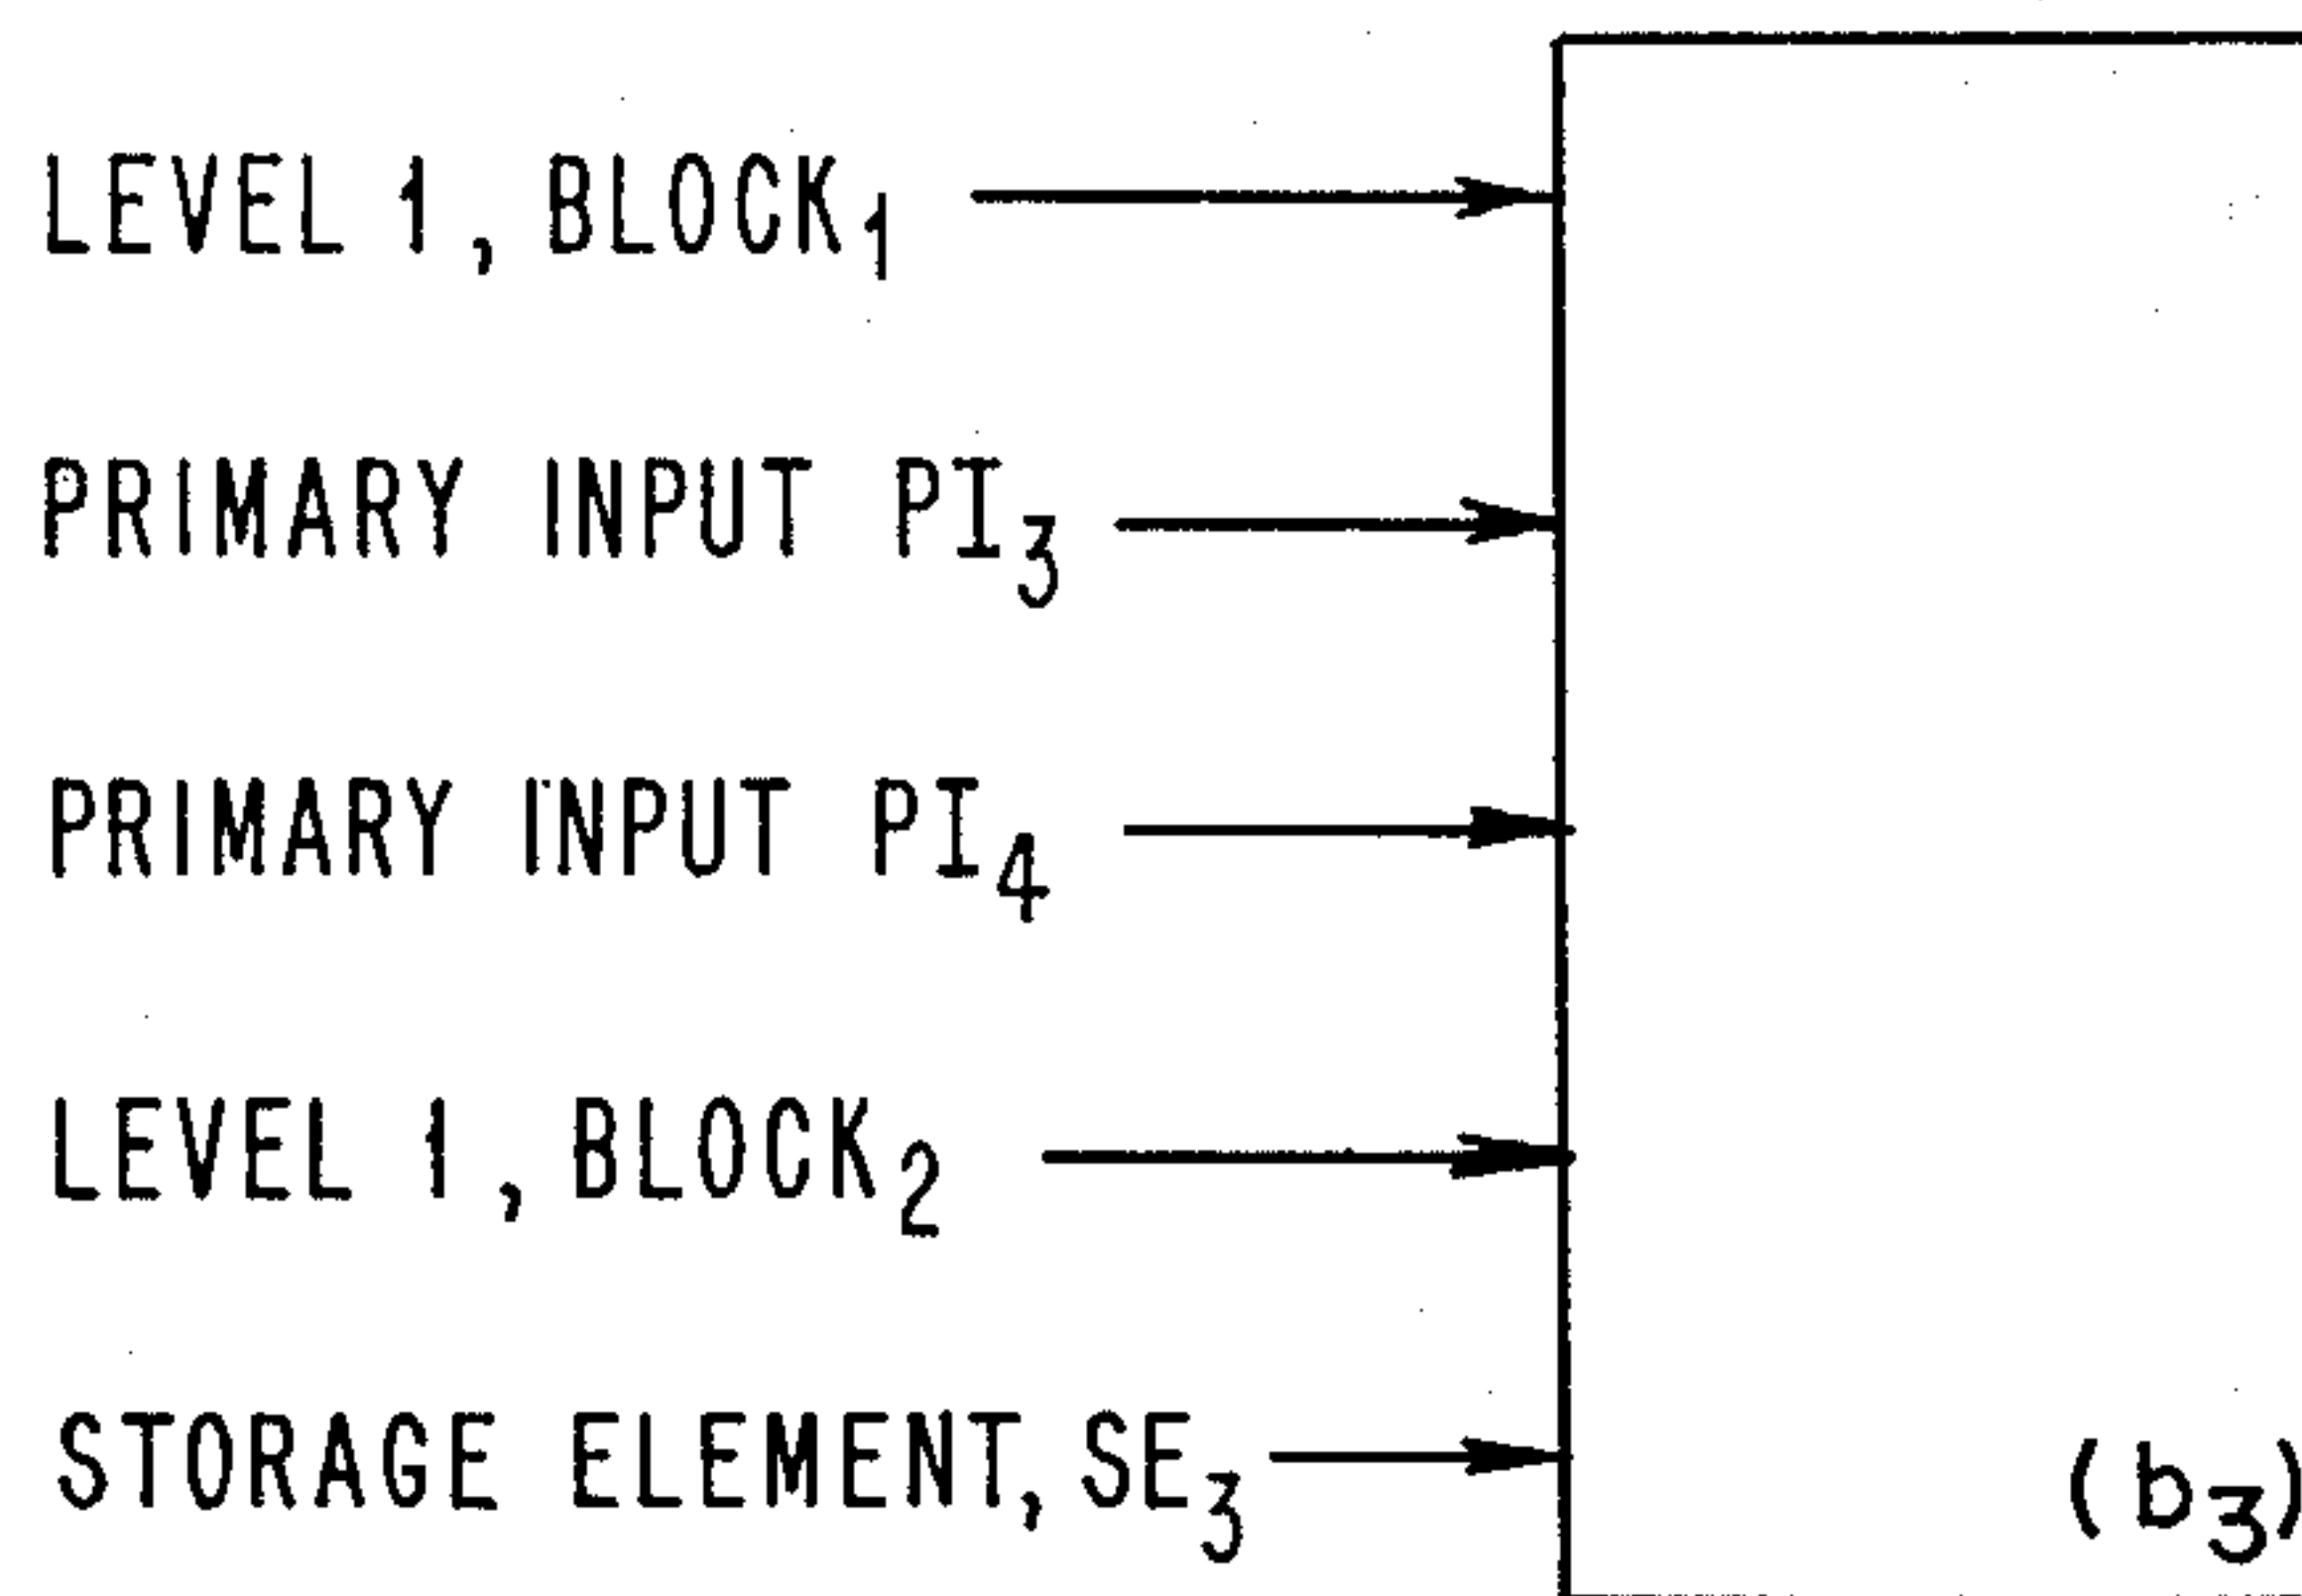 LEVEL 1, BLOCK₁
PRIMARY INPUT PI₃
PRIMARY INPUT PI₄
LEVEL 1, BLOCK₂
STORAGE ELEMENT, SE₃
(b₃)